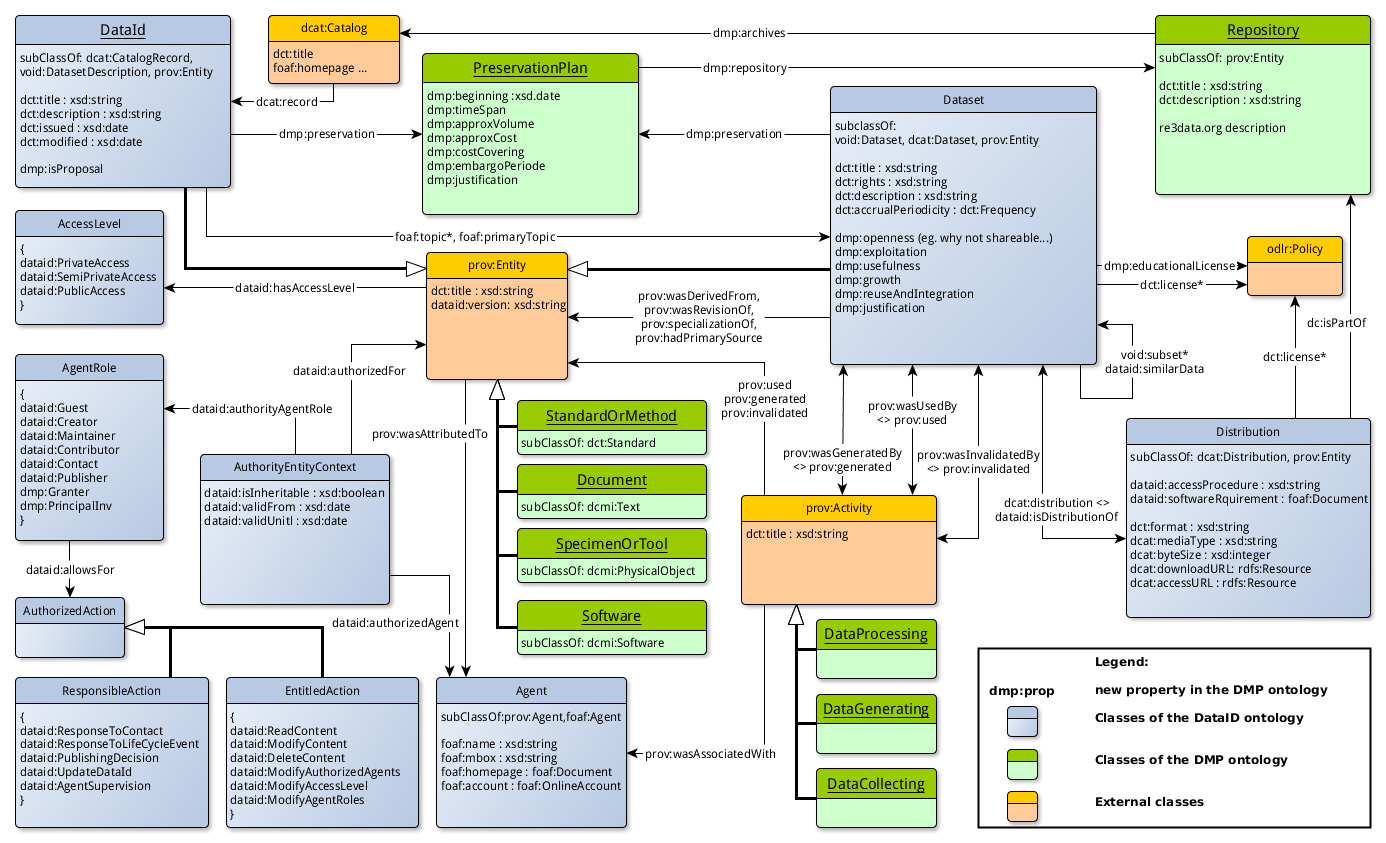 DataId
subClassOf: dcat:CatalogRecord,
void:DatasetDescription, prov:Entity
dct:title : xsd:string
dct:description : xsd:string
dct:issued : xsd:date
dct:modified : xsd:date
dmp:isProposal
dcat:Catalog
dct:title
foaf:homepage ...
dmp:archives
Repository
subClassOf: prov:Entity
dct:title : xsd:string
dct:description : xsd:string
re3data.org description
PreservationPlan
dmp:beginning :xsd.date
dmp:timeSpan
dmp:approxVolume
dmp:approxCost
dmp:costCovering
dmp:embargoPeriode
dmp:justification
dmp:repository
dcat:record
dmp:preservation
dmp:preservation
Dataset
subclassOf:
void:Dataset, dcat:Dataset, prov:Entity
dct:title : xsd:string
dct:rights : xsd:string
dct:description : xsd:string
dct:accrualPeriodicity : dct:Frequency
dmp:openness (eg. why not shareable...)
dmp:exploitation
dmp:usefulness
dmp:growth
dmp:reuseAndIntegration
dmp:justification
AccessLevel
{
dataid:PrivateAccess
dataid:SemiPrivateAccess
dataid:PublicAccess
}
foaf:topic*, foaf:primaryTopic
prov:Entity
dct:title : xsd:string
dataid:version: xsd:string
dataid:hasAccessLevel
prov:wasDerivedFrom,
prov:wasRevisionOf,
prov:specializationOf,
prov:hadPrimarySource
odlr:Policy
dmp:educationalLicense
dct:license*
dc:isPartOf
dct:license*
void:subset*
dataid:similarData
AgentRole
{
dataid:Guest
dataid:Creator
dataid:Maintainer
dataid:Contributor
dataid:Contact
dataid:Publisher
dmp:Granter
dmp:PrincipalInv
}
dataid:authorizedFor
dataid:authorityAgentRole
prov:wasAttributedTo
prov:used
prov:generated
prov:invalidated
prov:wasUsedBy
<> prov:used
prov:wasGeneratedBy
<> prov:generated
prov:wasInvalidatedBy
<> prov:invalidated
dcat:distribution <>
dataid:isDistributionOf
StandardOrMethod
subClassOf: dct:Standard
Document
subClassOf: dcmi:Text
SpecimenOrTool
subClassOf: dcmi:PhysicalObject
Software
subClassOf: dcmi:Software
AuthorityEntityContext
dataid:isInheritable : xsd:boolean
dataid:validFrom : xsd:date
dataid:validUnitl : xsd:date
Distribution
subClassOf: dcat:Distribution, prov:Entity
dataid:accessProcedure : xsd:string
dataid:softwareRquirement : foaf:Document
dct:format : xsd:string
dcat:mediaType : xsd:string
dcat:byteSize : xsd:integer
dcat:downloadURL: rdfs:Resource
dcat:accessURL : rdfs:Resource
prov:Activity
dct:title : xsd:string
dataid:allowsFor
AuthorizedAction
dataid:authorizedAgent
DataProcessing
DataGenerating
DataCollecting
ResponsibleAction
{
dataid:ResponseToContact
dataid:ResponseToLifeCycleEvent
dataid:PublishingDecision
dataid:UpdateDataId
dataid:AgentSupervision
}
EntitledAction
{
dataid:ReadContent
dataid:ModifyContent
dataid:DeleteContent
dataid:ModifyAuthorizedAgents
dataid:ModifyAccessLevel
dataid:ModifyAgentRoles
}
Agent
subClassOf:prov:Agent,foaf:Agent
foaf:name : xsd:string
foaf:mbox : xsd:string
foaf:homepage : foaf:Document
foaf:account : foaf:OnlineAccount
prov:wasAssociatedWith
Legend:
dmp:prop new property in the DMP ontology
Classes of the DataID ontology
Classes of the DMP ontology
External classes